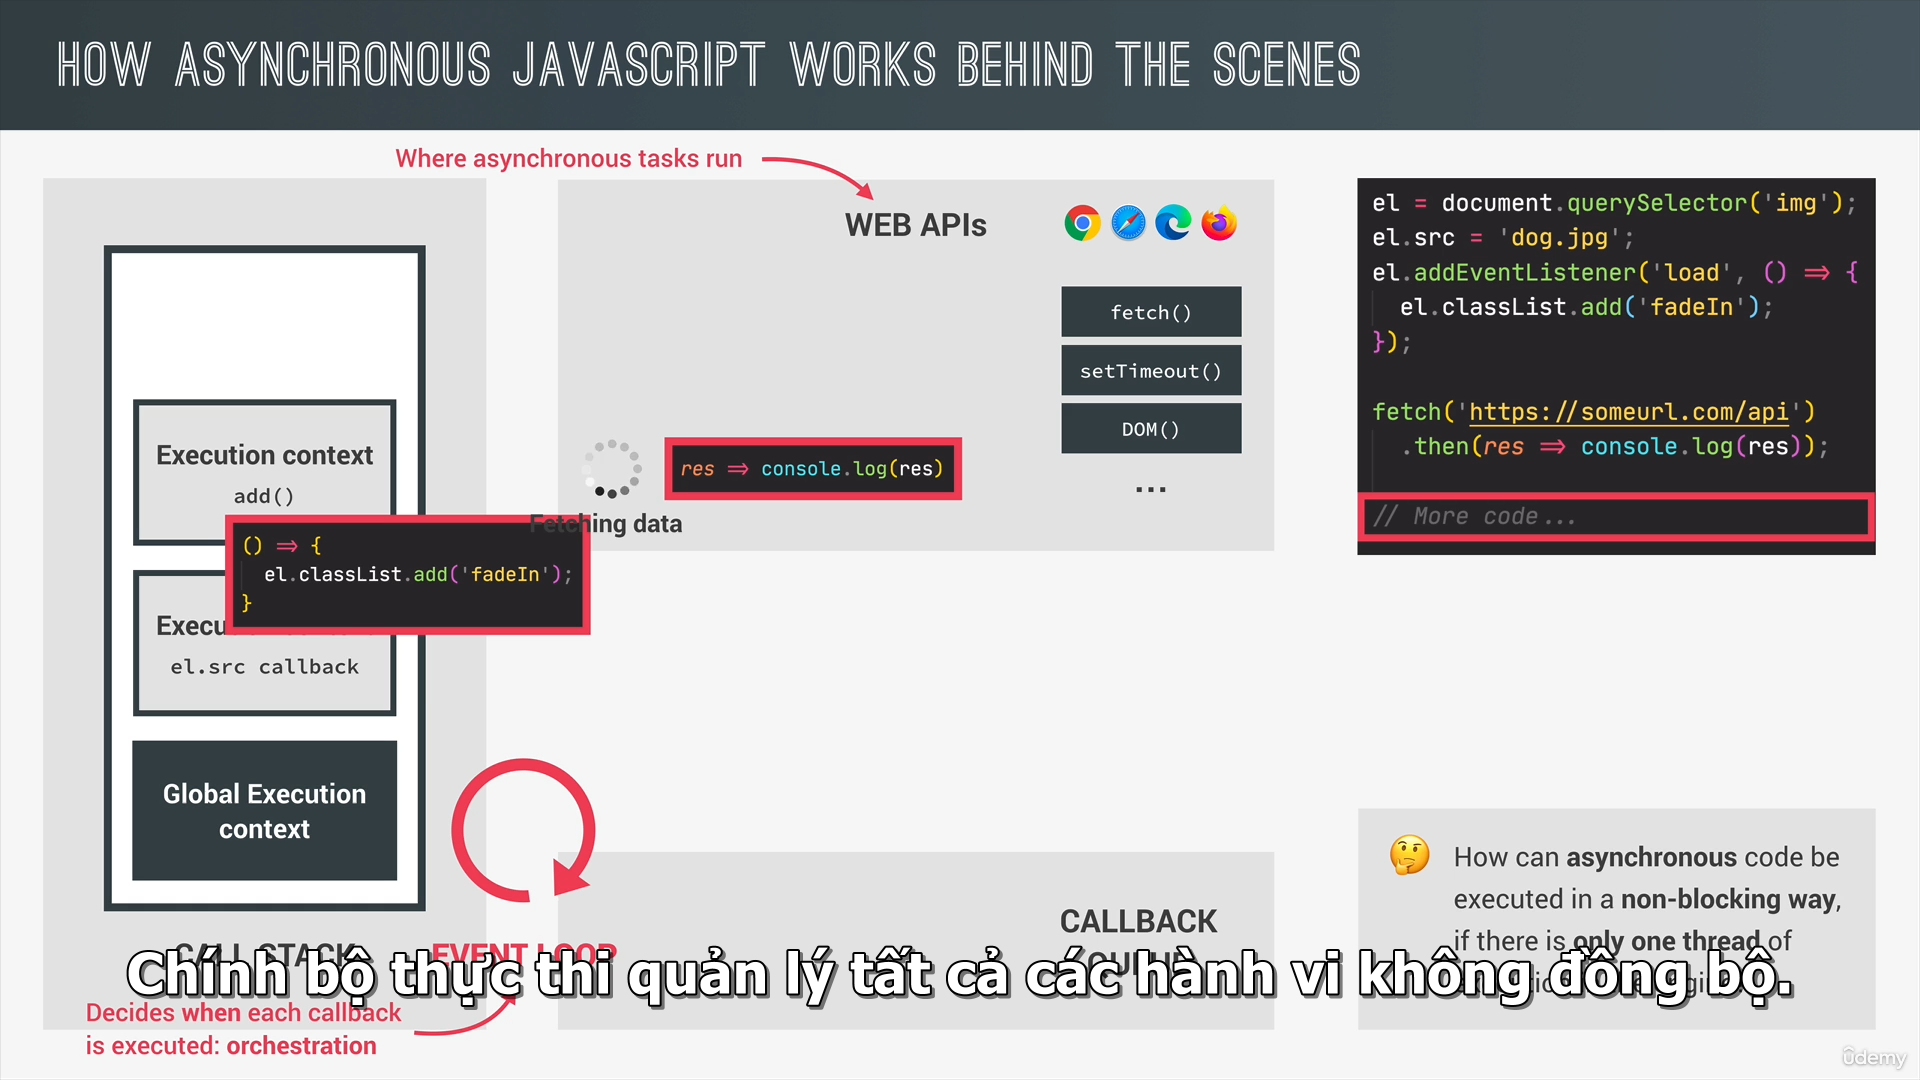 HOW ASYNCHRONOUS JAVASCRIPT WORKS BEHIND THE SCENES
Where asynchronous tasks run
WEB APIs
fetch()
setTimeout()
DOM()
...
res => console.log(res)
Fetching data
Execution context
add()
() => {
el.classList.add('fadeIn');
}
el.src callback
Global Execution
context
CALL STACK
EVENT LOOP
Decides when each callback
is executed: orchestration
CALLBACK
QUEUE
el = document.querySelector('img');
el.src = 'dog.jpg';
el.addEventListener('load', () => {
el.classList.add('fadeIn');
});
fetch('https://someurl.com/api')
.then(res => console.log(res));
// More code...
How can asynchronous code be
executed in a non-blocking way,
if there is only one thread of
Chính bộ thực thi quản lý tất cả các hành vi không đồng bộ.
ûdemy